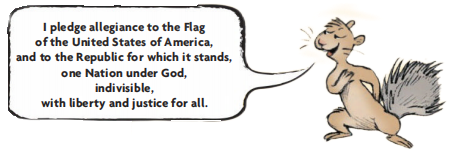 I pledge allegiance to the Flag
of the United States of America,
and to the Republic for which it stands,
one Nation under God,
indivisible,
with liberty and justice for all.